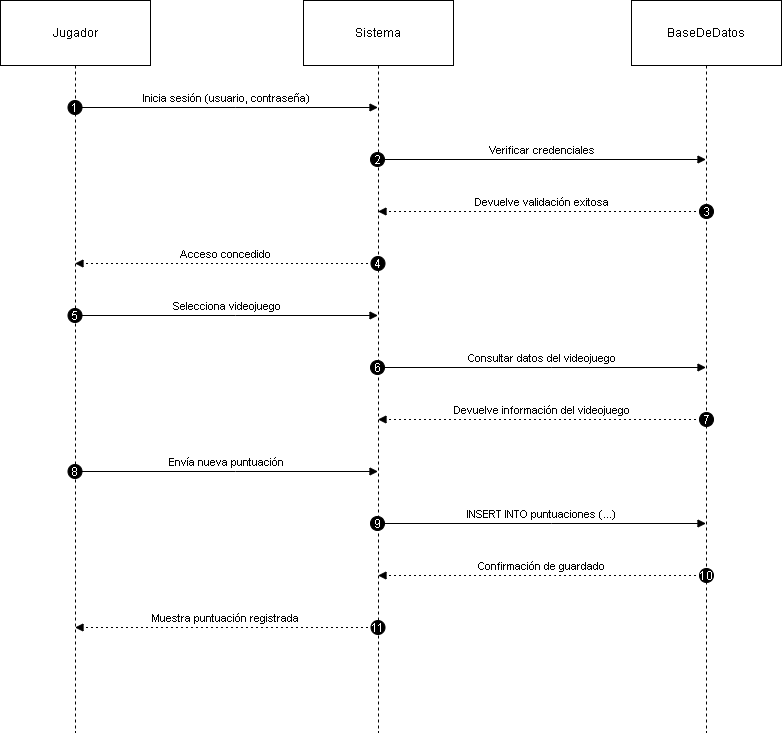 Jugador
Sistema
BaseDeDatos
Inicia sesión (usuario, contraseña)
1
Verificar credenciales
2
Devuelve validación exitosa
3
Acceso concedido
4
Selecciona videojuego
5
Consultar datos del videojuego
6
Devuelve información del videojuego
7
Envía nueva puntuación
8
INSERT INTO puntuaciones (...)
9
Confirmación de guardado
10
Muestra puntuación registrada
11